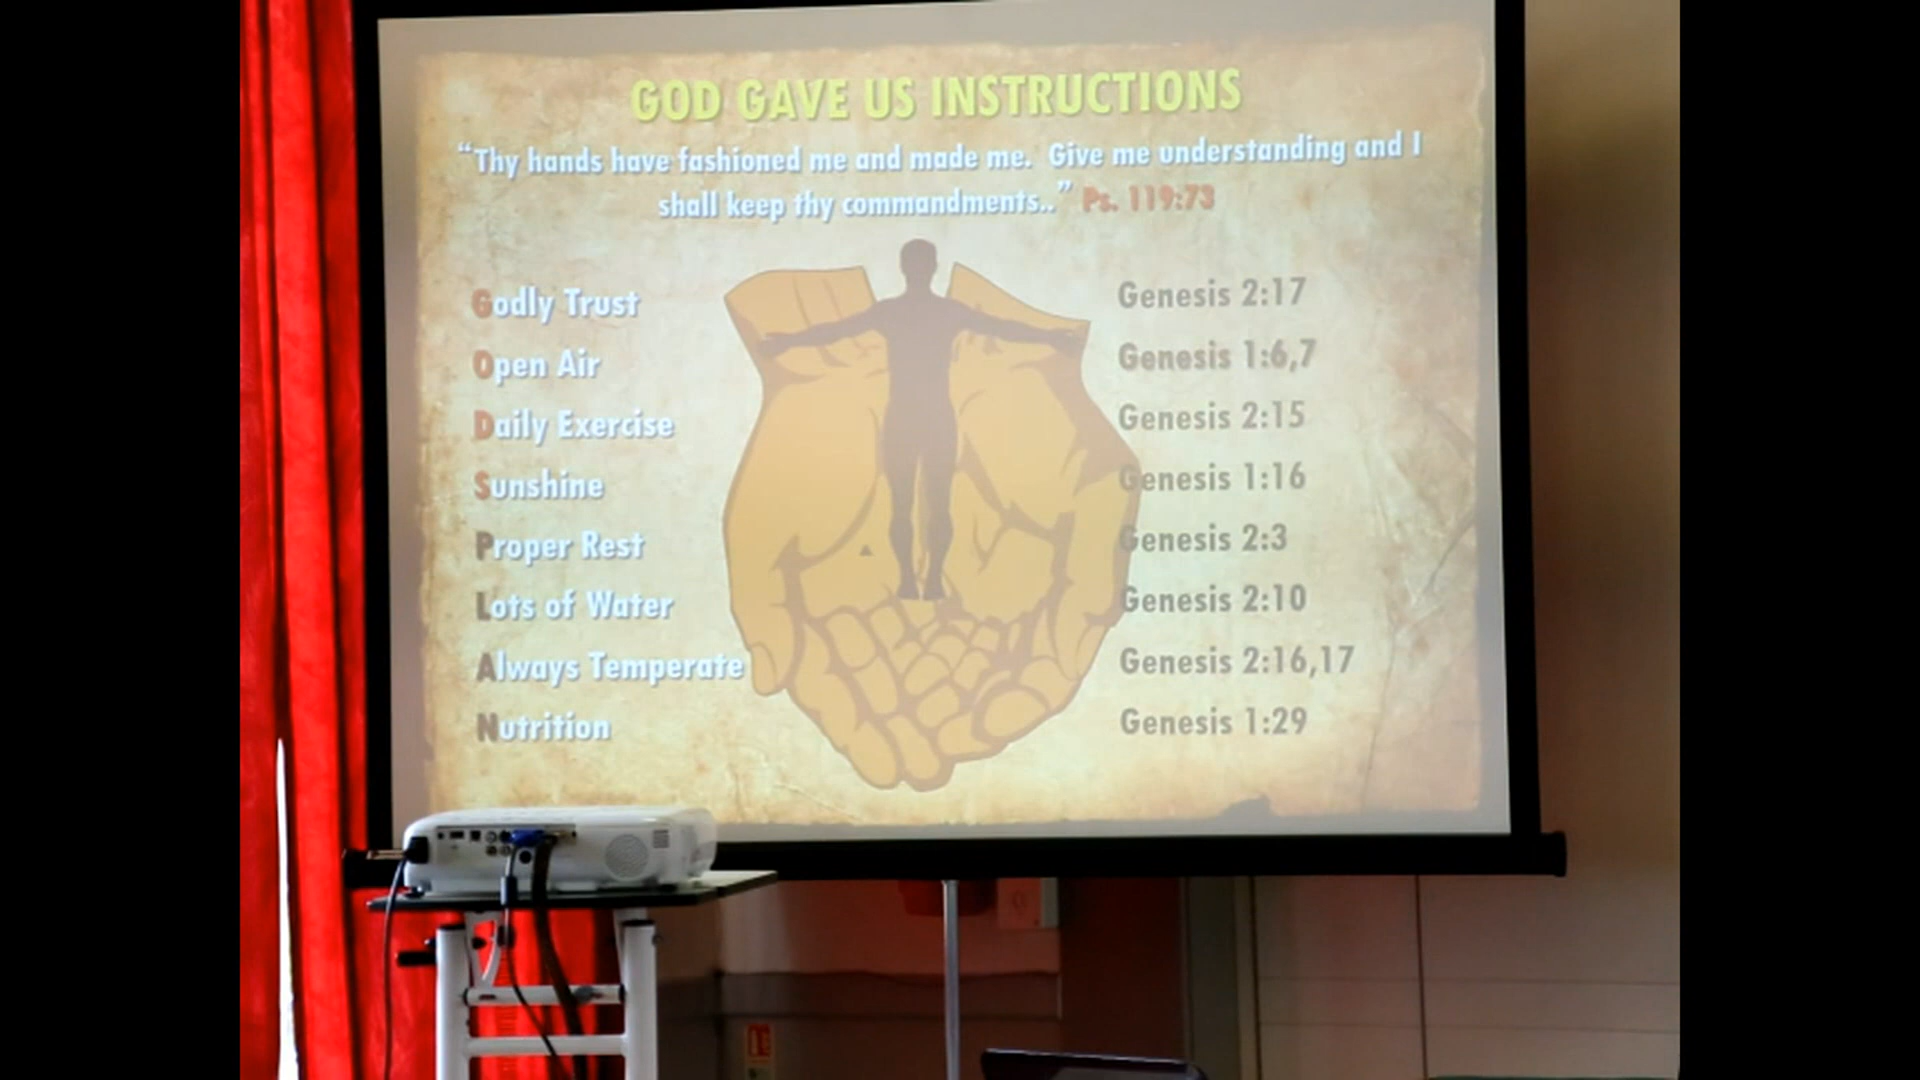 GOD GAVE US INSTRUCTIONS
“Thy hands have fashioned me and made me. Give me understanding and I
shall keep thy commandments..” Ps. 119:73
Godly Trust Genesis 2:17
Open Air Genesis 1:6,7
Daily Exercise Genesis 2:15
Sunshine Genesis 1:16
Proper Rest Genesis 2:3
Lots of Water Genesis 2:10
Always Temperate Genesis 2:16,17
Nutrition Genesis 1:29